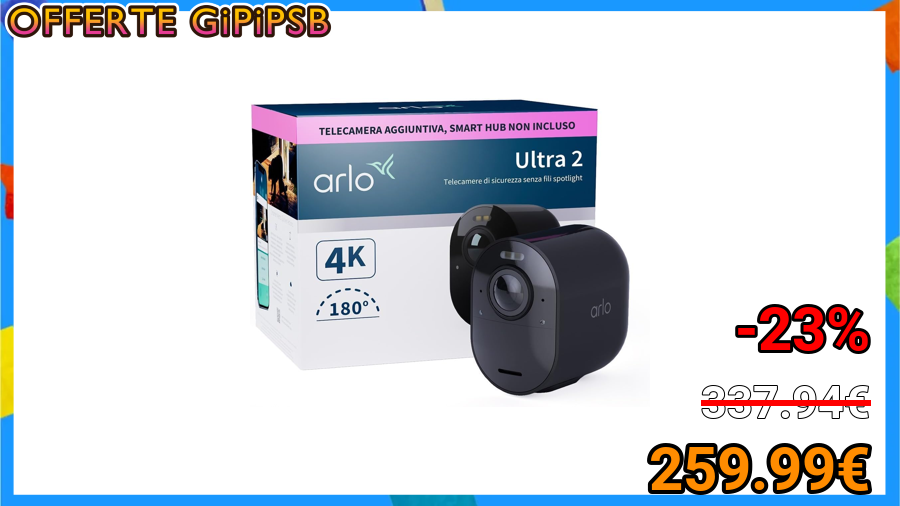 OFFERTE GiPiPSB
arlo
TELECAMERA AGGIUNTIVA, SMART HUB NON INCLUSO
Ultra 2
arlo
Telecamere di sicurezza senza fili spotlight
4K
180°
arlo
-23%
337.94€
259.99€